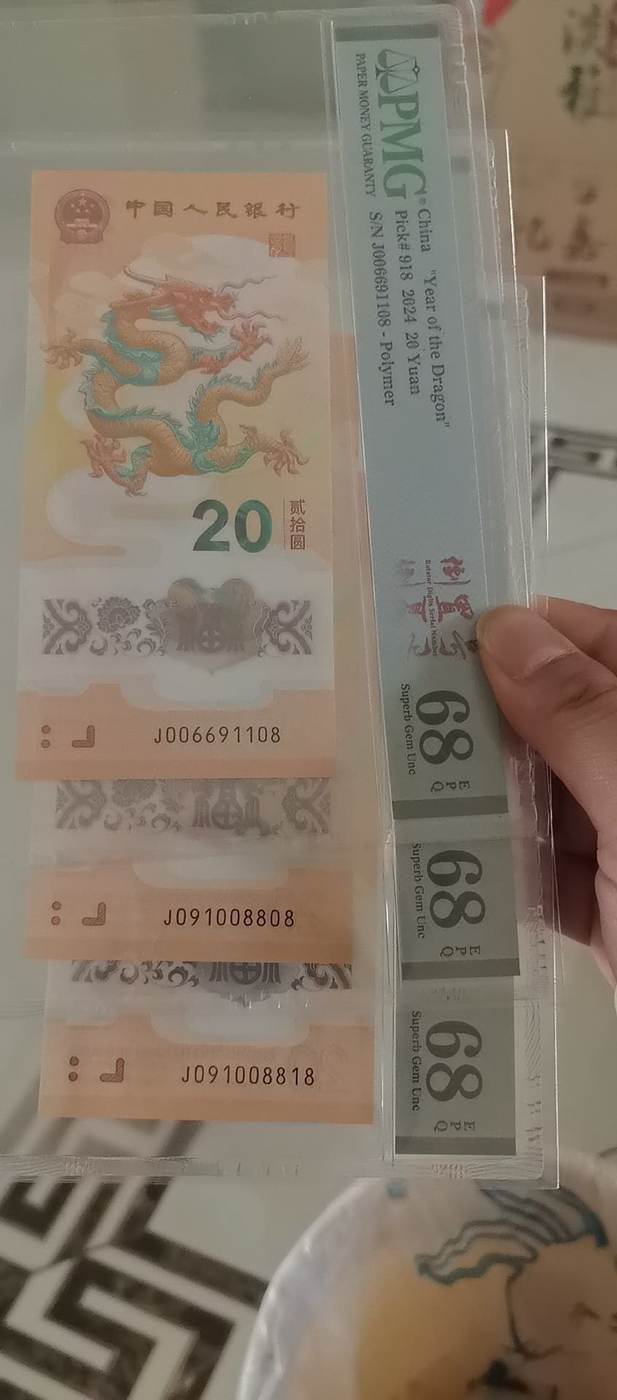 中国人民银行
20
贰拾圆
J006691108
PMG®
PAPER MONEY GUARANTY
China "Year of the Dragon"
Pick# 918 2024 20 Yuan
S/N J006691108 - Polymer
68
EPQ
Superb Gem Unc
J091008808
68
EPQ
Superb Gem Unc
J091008818
68
EPQ
Superb Gem Unc